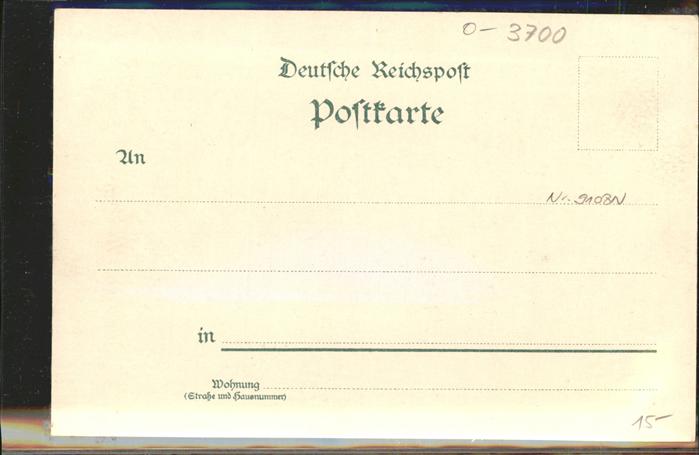 O- 3700
Deutsche Reichspost
Postkarte
An
Nr. 9108N
in
Wohnung
(Straße und Hausnummer)
15-